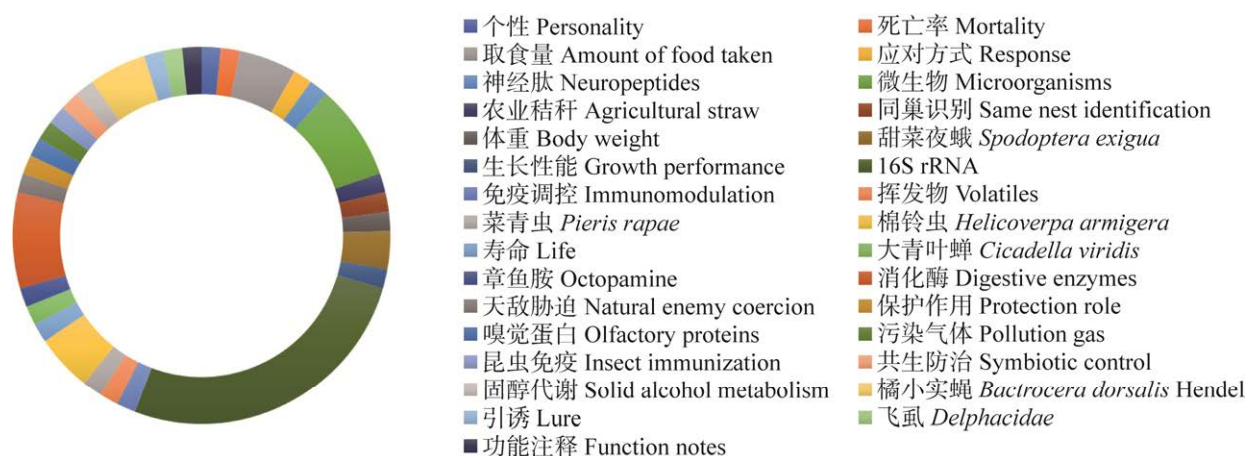 个性 Personality
死亡率 Mortality
取食量 Amount of food taken
应对方式 Response
神经肽 Neuropeptides
微生物 Microorganisms
农业秸秆 Agricultural straw
同巢识别 Same nest identification
体重 Body weight
甜菜夜蛾 Spodoptera exigua
生长性能 Growth performance
16S rRNA
免疫调控 Immunomodulation
挥发物 Volatiles
菜青虫 Pieris rapae
棉铃虫 Helicoverpa armigera
寿命 Life
大青叶蝉 Cicadella viridis
章鱼胺 Octopamine
消化酶 Digestive enzymes
天敌胁迫 Natural enemy coercion
保护作用 Protection role
嗅觉蛋白 Olfactory proteins
污染气体 Pollution gas
昆虫免疫 Insect immunization
共生防治 Symbiotic control
固醇代谢 Solid alcohol metabolism
橘小实蝇 Bactrocera dorsalis Hendel
引诱 Lure
飞虱 Delphacidae
功能注释 Function notes